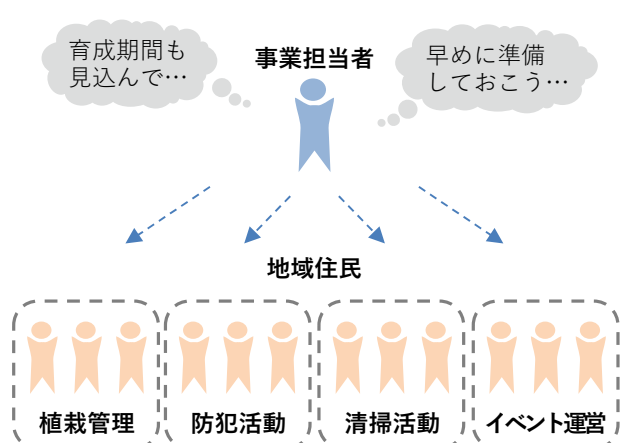 育成期間も
見込んで…
事業担当者
早めに準備
しておこう…
地域住民
植栽管理
防犯活動
清掃活動
イベント運営